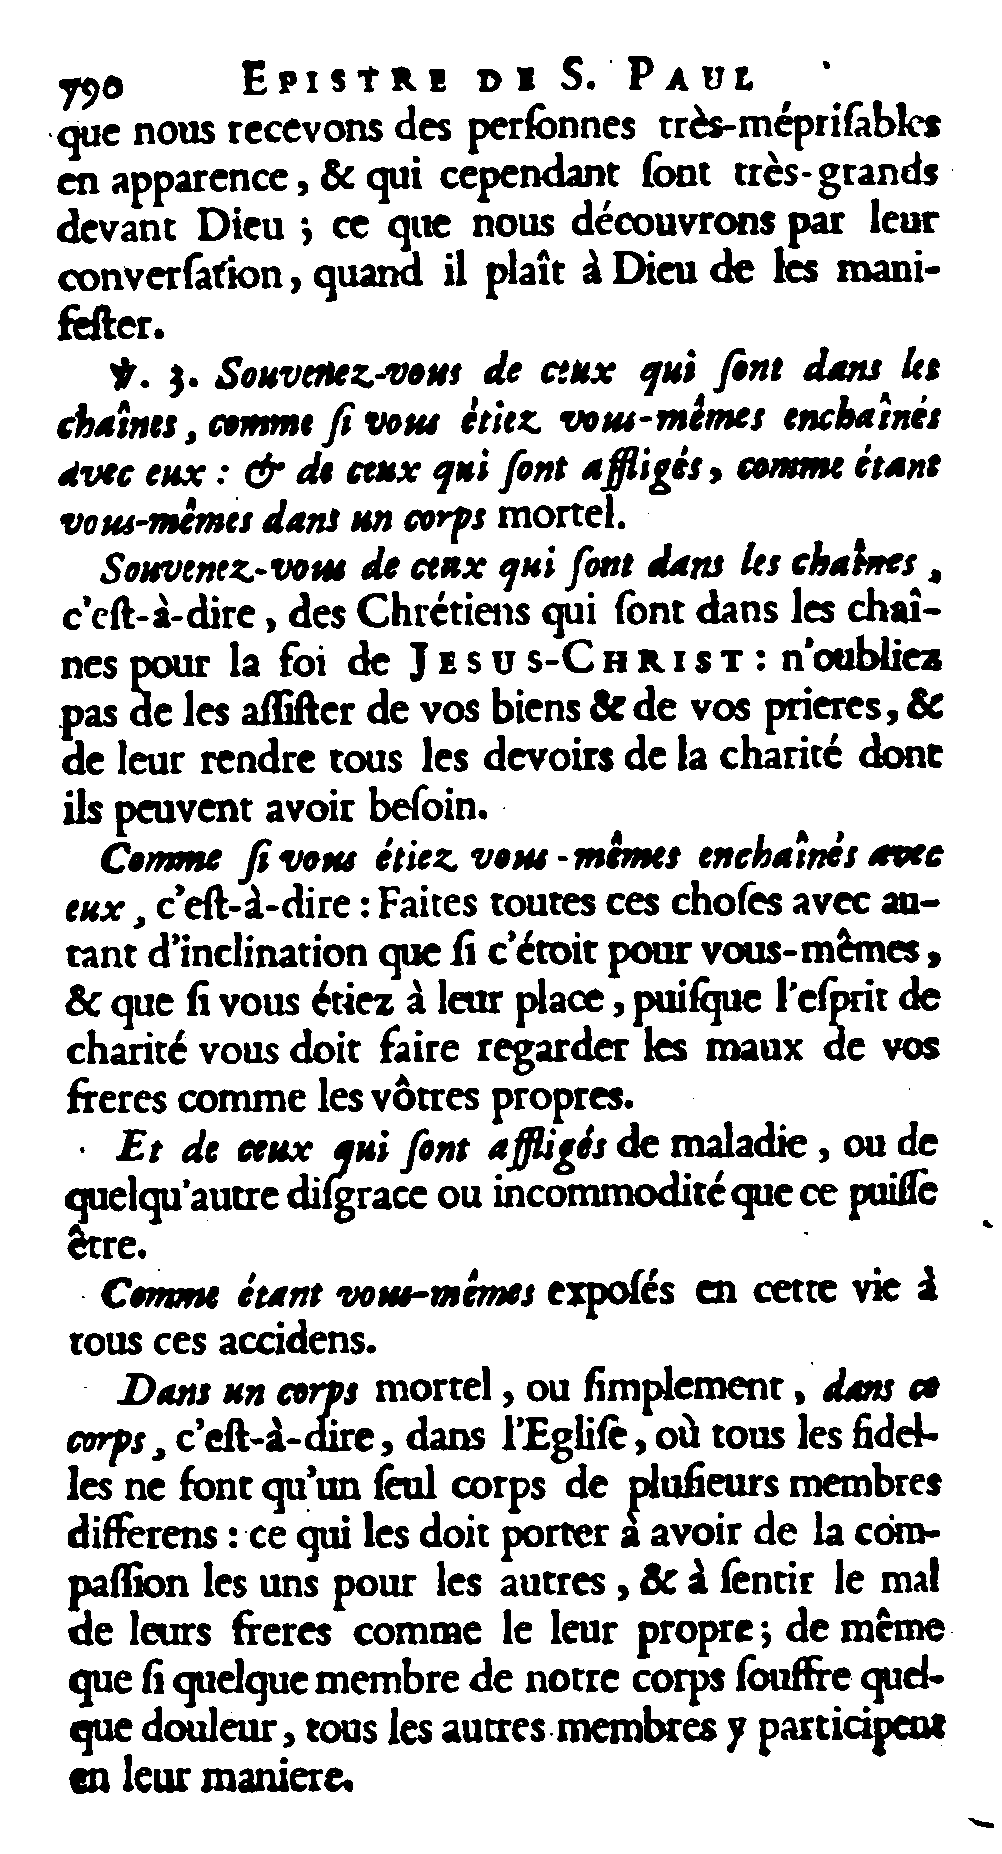 790 EPISTRE DE S. PAUL
que nous recevons des perſonnes très-mépriſables
en apparence, & qui cependant ſont très-grands
devant Dieu ; ce que nous découvrons par leur
converſation, quand il plaît à Dieu de les mani-
feſter.
℣. 3. Souvenez-vous de ceux qui ſont dans les
chaînes, comme ſi vous étiez vous-mêmes enchaînés
avec eux : & de ceux qui ſont affligés, comme étant
vous-mêmes dans un corps mortel.
Souvenez-vous de ceux qui ſont dans les chaînes,
c'eſt-à-dire, des Chrétiens qui ſont dans les chaî-
nes pour la foi de JESUS-CHRIST : n'oubliez
pas de les aſſiſter de vos biens & de vos prieres, &
de leur rendre tous les devoirs de la charité dont
ils peuvent avoir beſoin.
Comme ſi vous étiez vous-mêmes enchaînés avec
eux, c'eſt-à-dire : Faites toutes ces choſes avec au-
tant d'inclination que ſi c'étoit pour vous-mêmes,
& que ſi vous étiez à leur place, puiſque l'eſprit de
charité vous doit faire regarder les maux de vos
freres comme les vôtres propres.
Et de ceux qui ſont affligés de maladie, ou de
quelqu'autre diſgrace ou incommodité que ce puiſſe
être.
Comme étant vous-mêmes expoſés en cette vie à
tous ces accidens.
Dans un corps mortel, ou ſimplement, dans ce
corps, c'eſt-à-dire, dans l'Egliſe, où tous les fidel-
les ne font qu'un ſeul corps de pluſieurs membres
differens : ce qui les doit porter à avoir de la com-
paſſion les uns pour les autres, & à ſentir le mal
de leurs freres comme le leur propre ; de même
que ſi quelque membre de notre corps ſouffre quel-
que douleur, tous les autres membres y participent
en leur maniere.